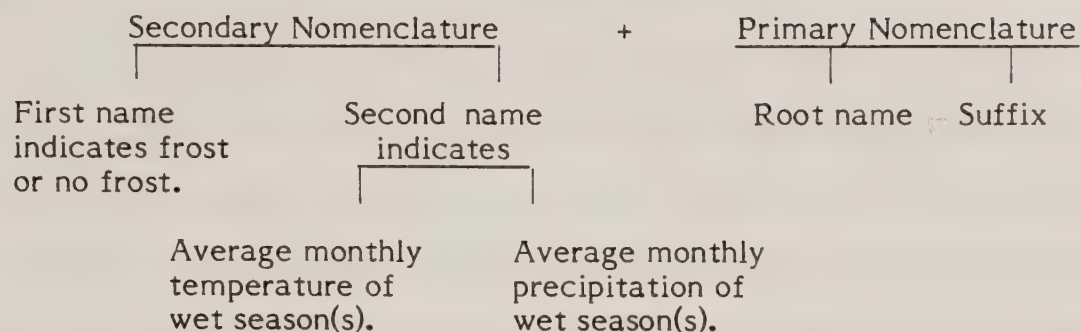 Secondary Nomenclature + Primary Nomenclature
First name
indicates frost
or no frost.
Second name
indicates
Root name Suffix
Average monthly
temperature of
wet season(s).
Average monthly
precipitation of
wet season(s).